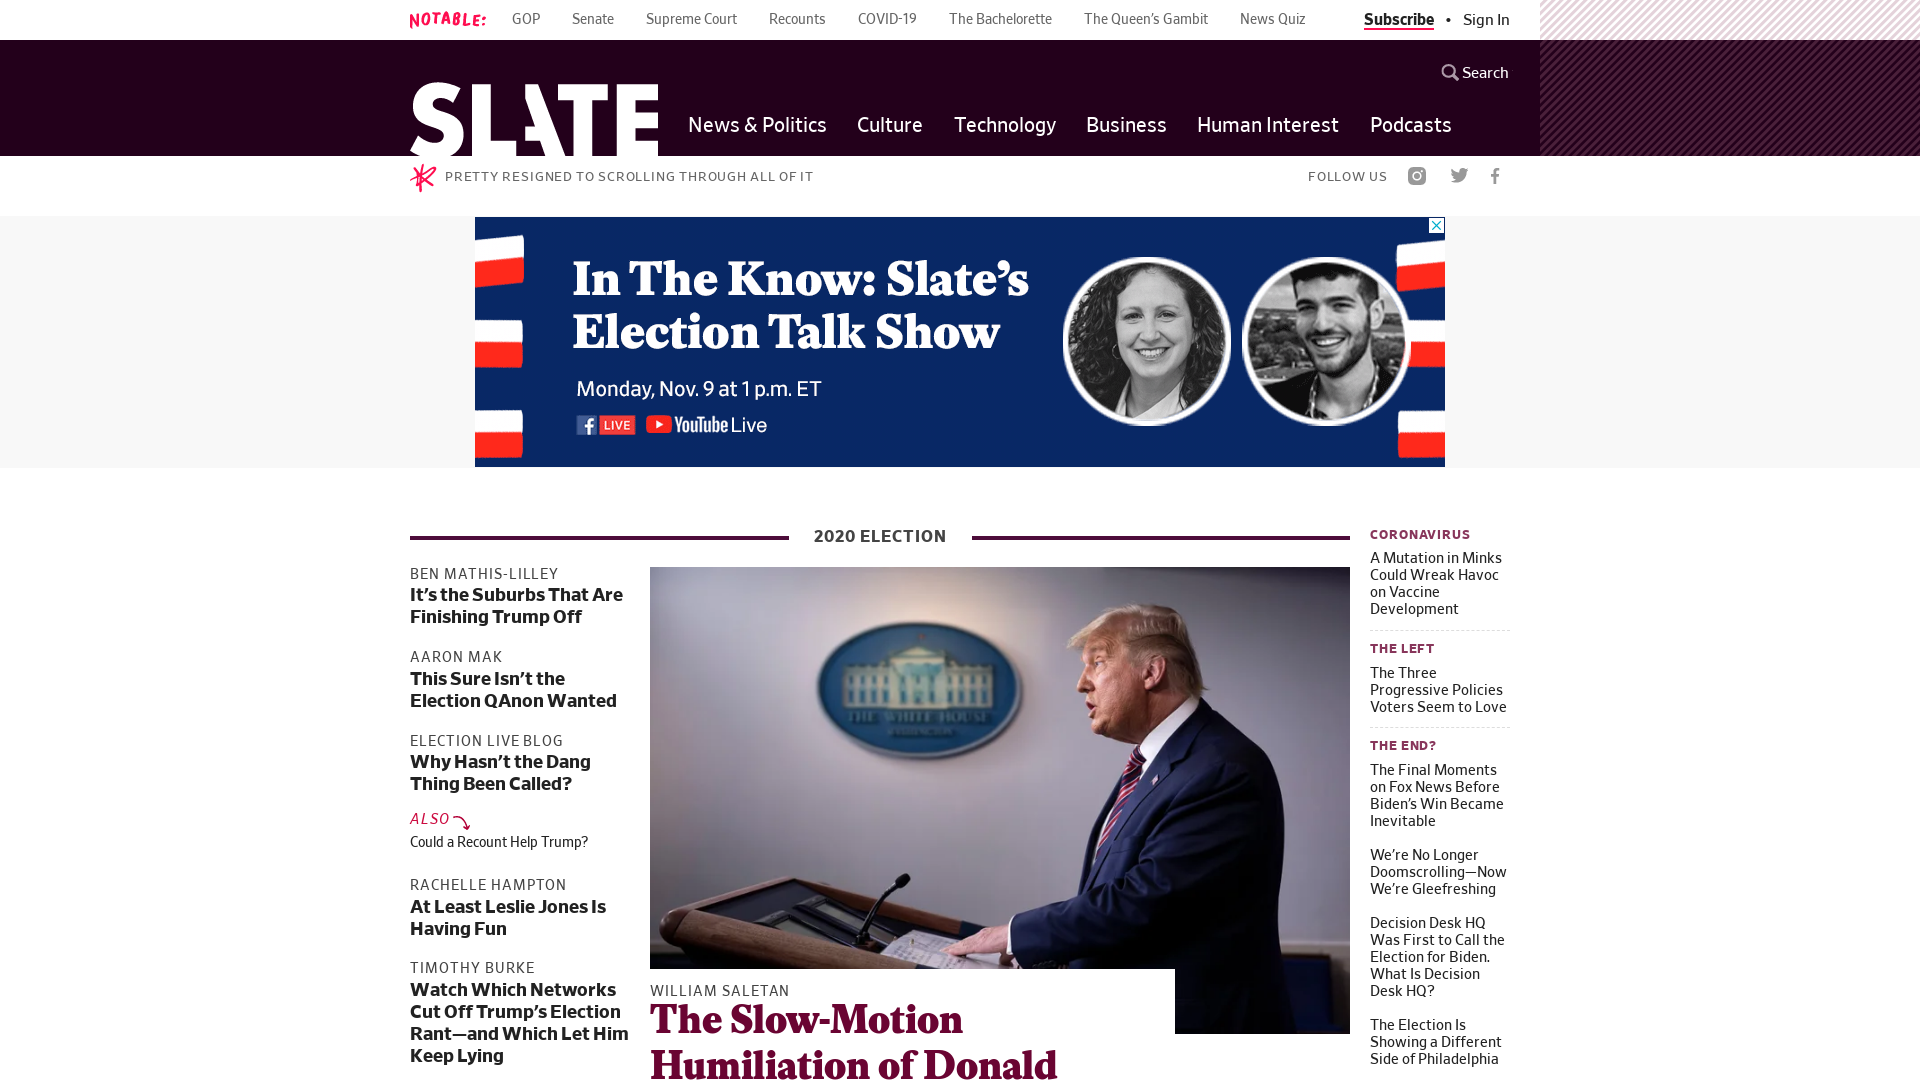 NOTABLE:
GOP
Senate
Supreme Court
Recounts
COVID-19
The Bachelorette
The Queen's Gambit
News Quiz
Subscribe • Sign In
Search
SLATE
News & Politics
Culture
Technology
Business
Human Interest
Podcasts
PRETTY RESIGNED TO SCROLLING THROUGH ALL OF IT
FOLLOW US
In The Know: Slate's
Election Talk Show
Monday, Nov. 9 at 1 p.m. ET
f LIVE YouTube Live
2020 ELECTION
BEN MATHIS-LILLEY
It's the Suburbs That Are
Finishing Trump Off
AARON MAK
This Sure Isn't the
Election QAnon Wanted
ELECTION LIVE BLOG
Why Hasn't the Dang
Thing Been Called?
ALSO
Could a Recount Help Trump?
RACHELLE HAMPTON
At Least Leslie Jones Is
Having Fun
TIMOTHY BURKE
Watch Which Networks
Cut Off Trump's Election
Rant—and Which Let Him
Keep Lying
THE WHITE HOUSE
WASHINGTON
WILLIAM SALETAN
The Slow-Motion
Humiliation of Donald
CORONAVIRUS
A Mutation in Minks
Could Wreak Havoc
on Vaccine
Development
THE LEFT
The Three
Progressive Policies
Voters Seem to Love
THE END?
The Final Moments
on Fox News Before
Biden's Win Became
Inevitable
We're No Longer
Doomscrolling—Now
We're Gleefreshing
Decision Desk HQ
Was First to Call the
Election for Biden.
What Is Decision
Desk HQ?
The Election Is
Showing a Different
Side of Philadelphia